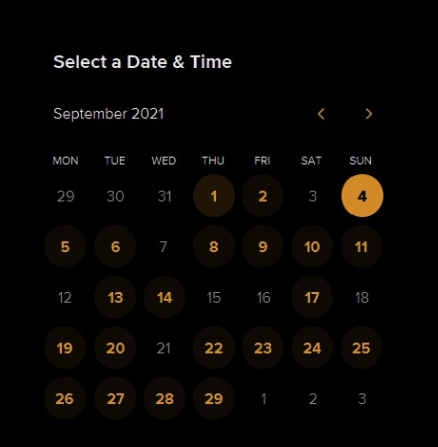 Select a Date & Time
September 2021
MON TUE WED THU FRI SAT SUN
29 30 31 1 2 3 4
5 6 7 8 9 10 11
12 13 14 15 16 17 18
19 20 21 22 23 24 25
26 27 28 29 1 2 3